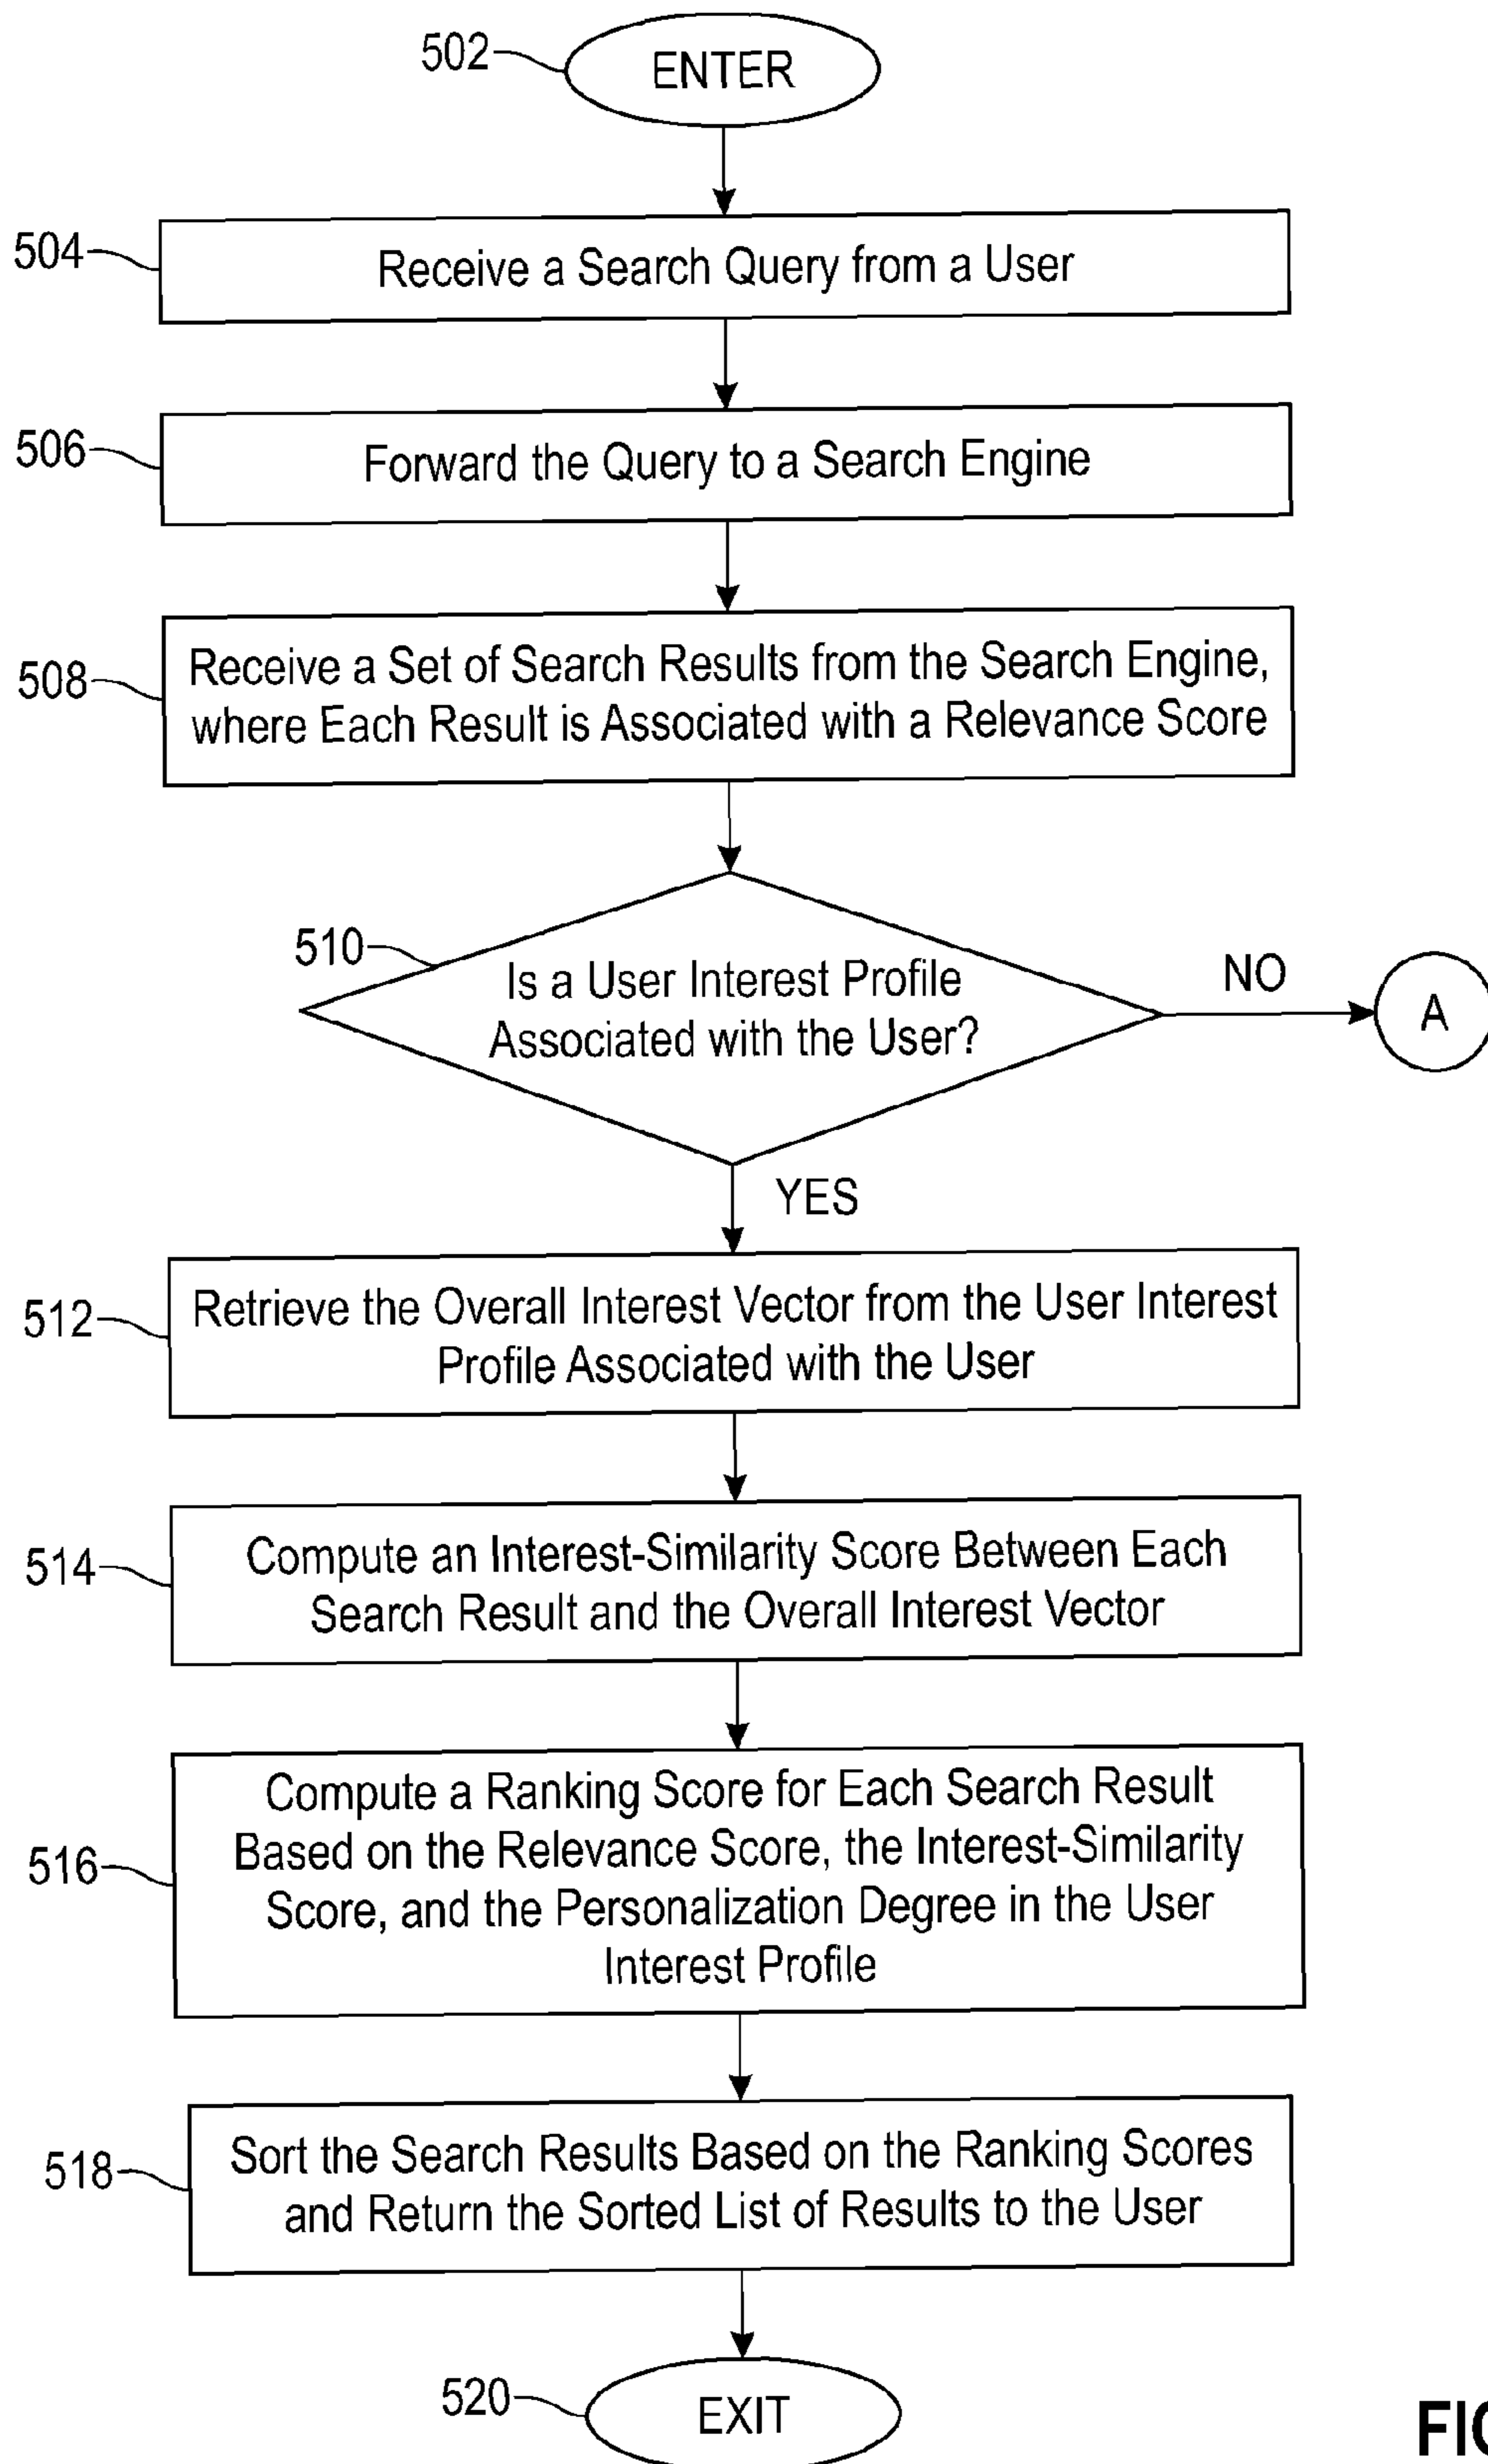 502
ENTER
504
Receive a Search Query from a User
506
Forward the Query to a Search Engine
508
Receive a Set of Search Results from the Search Engine,
where Each Result is Associated with a Relevance Score
510
Is a User Interest Profile
Associated with the User?
NO
A
YES
512
Retrieve the Overall Interest Vector from the User Interest
Profile Associated with the User
514
Compute an Interest-Similarity Score Between Each
Search Result and the Overall Interest Vector
516
Compute a Ranking Score for Each Search Result
Based on the Relevance Score, the Interest-Similarity
Score, and the Personalization Degree in the User
Interest Profile
518
Sort the Search Results Based on the Ranking Scores
and Return the Sorted List of Results to the User
520
EXIT